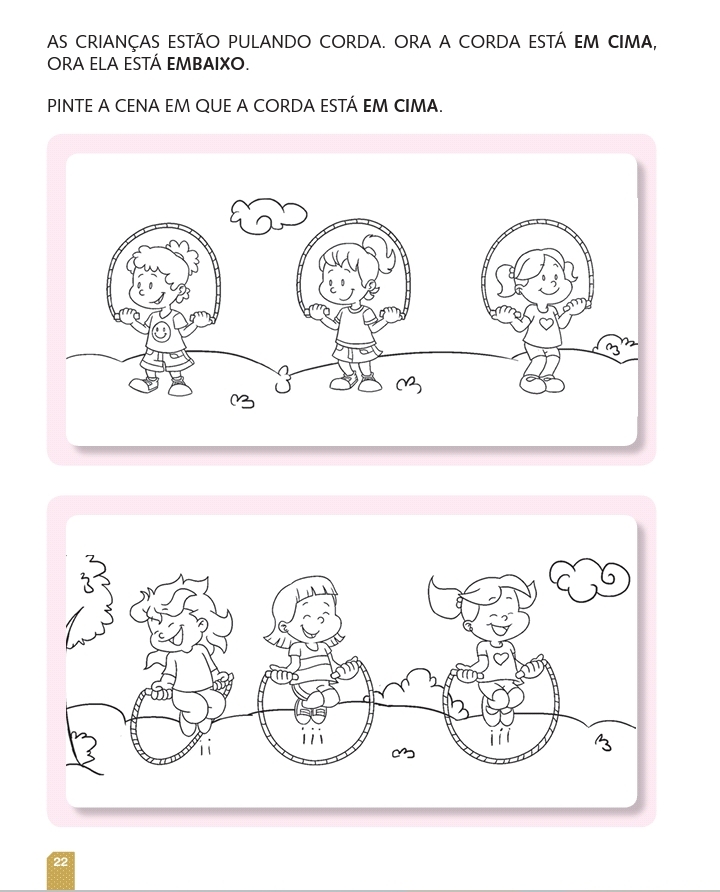 AS CRIANÇAS ESTÃO PULANDO CORDA. ORA A CORDA ESTÁ EM CIMA,
ORA ELA ESTÁ EMBAIXO.
PINTE A CENA EM QUE A CORDA ESTÁ EM CIMA.
22